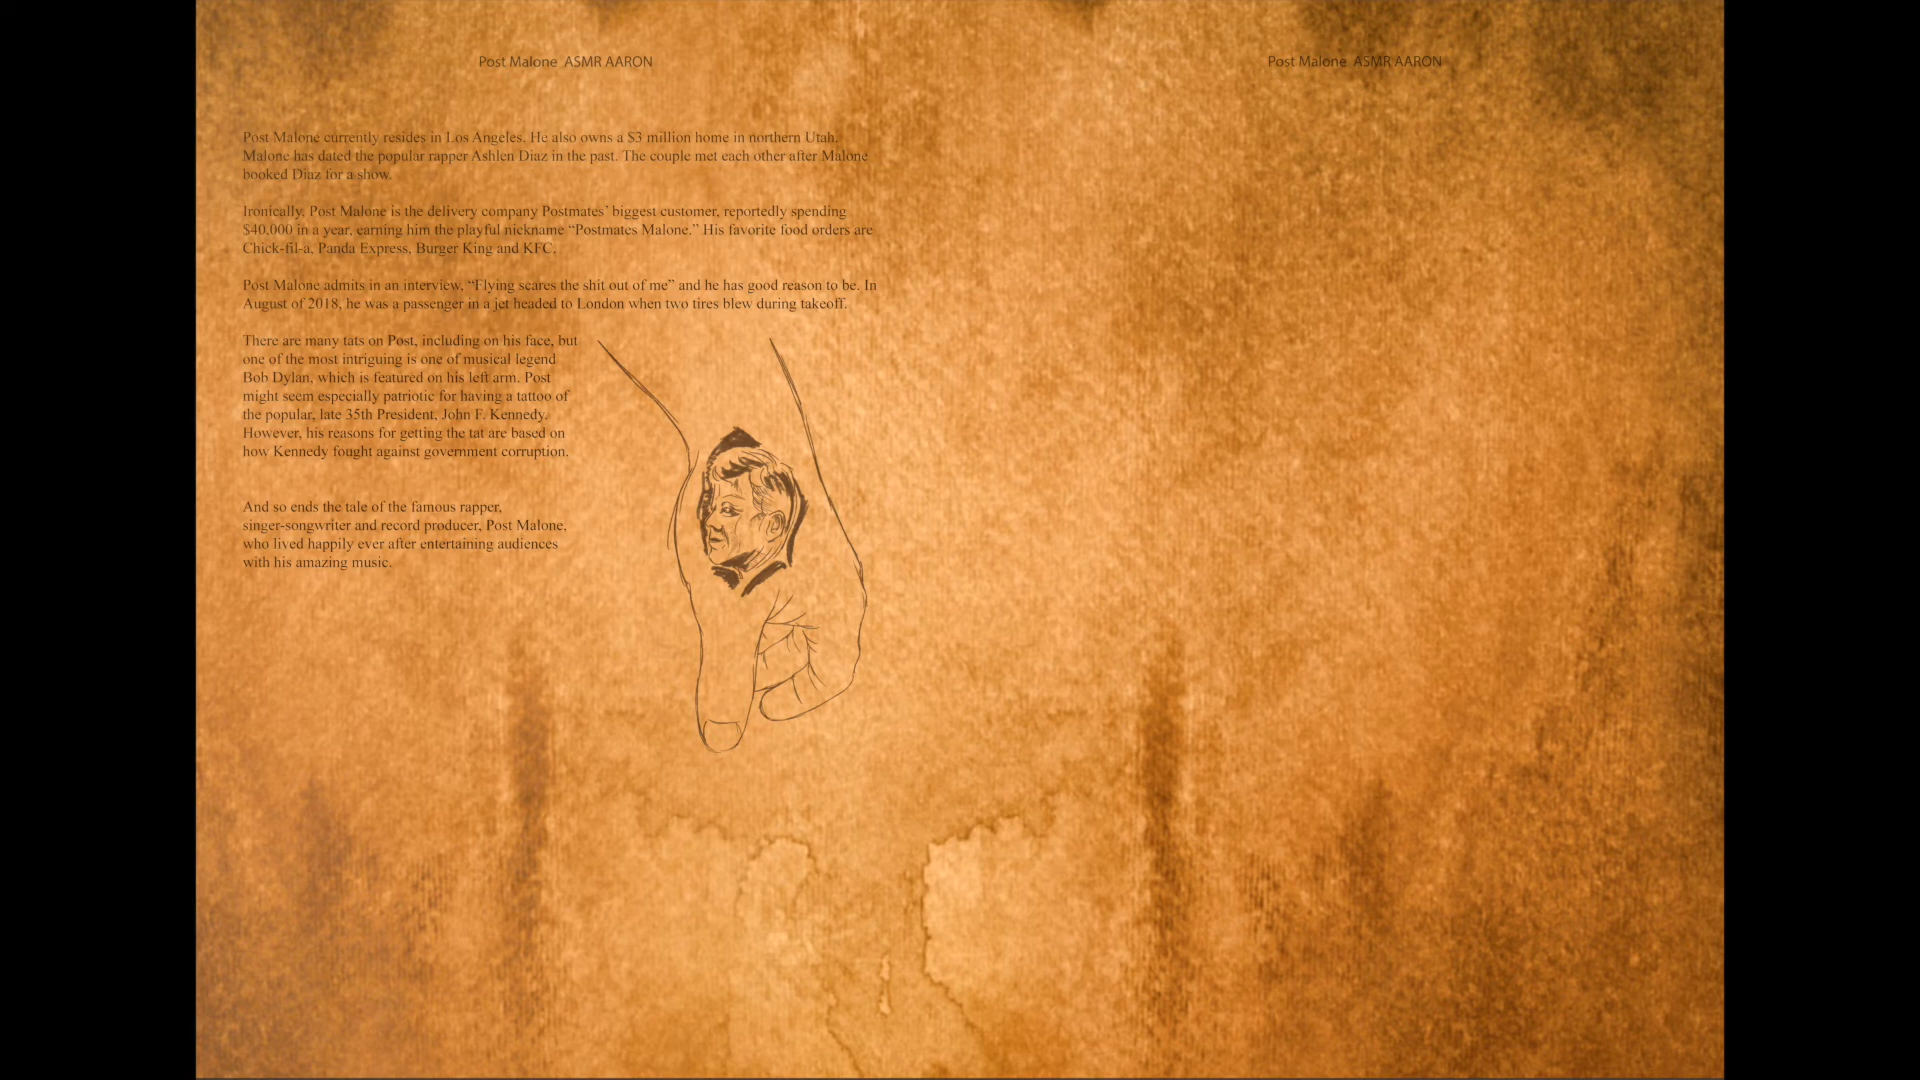 Post Malone ASMR AARON
Post Malone ASMR AARON
Post Malone currently resides in Los Angeles. He also owns a $3 million home in northern Utah.
Malone has dated the popular rapper Ashlen Diaz in the past. The couple met each other after Malone
booked Diaz for a show.
Ironically, Post Malone is the delivery company Postmates’ biggest customer, reportedly spending
$40,000 in a year, earning him the playful nickname “Postmates Malone.” His favorite food orders are
Chick-fil-a, Panda Express, Burger King and KFC.
Post Malone admits in an interview, “Flying scares the shit out of me” and he has good reason to be. In
August of 2018, he was a passenger in a jet headed to London when two tires blew during takeoff.
There are many tats on Post, including on his face, but
one of the most intriguing is one of musical legend
Bob Dylan, which is featured on his left arm. Post
might seem especially patriotic for having a tattoo of
the popular, late 35th President, John F. Kennedy.
However, his reasons for getting the tat are based on
how Kennedy fought against government corruption.
And so ends the tale of the famous rapper,
singer-songwriter and record producer, Post Malone,
who lived happily ever after entertaining audiences
with his amazing music.